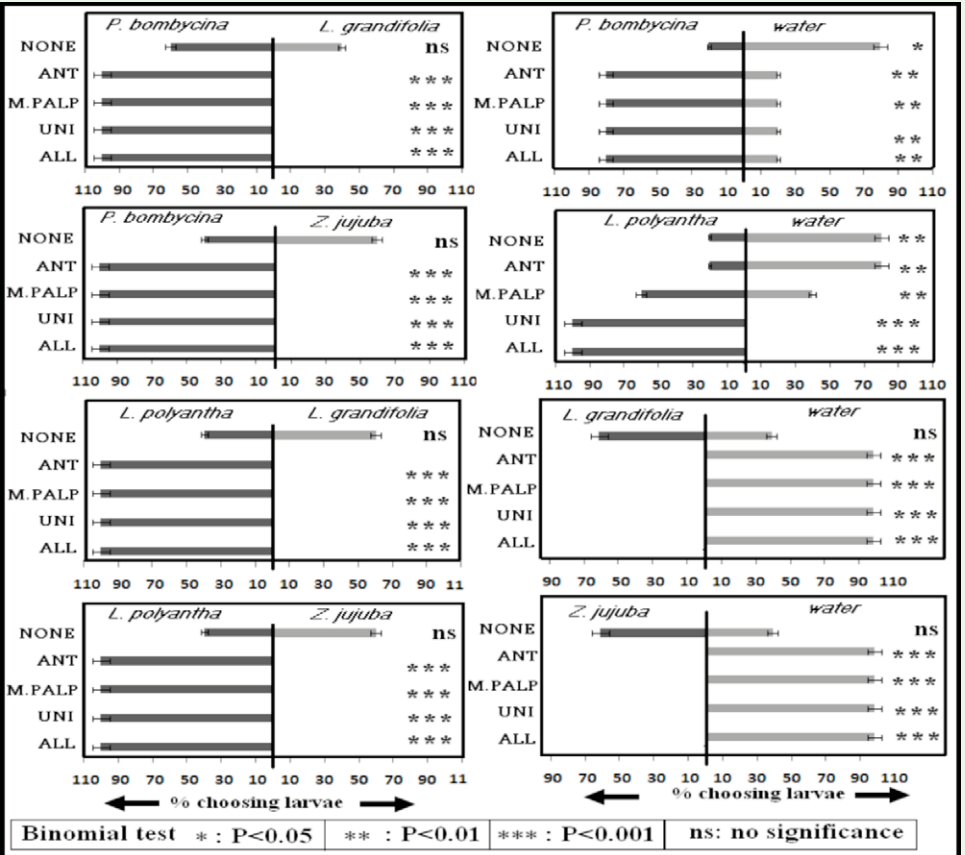 P. bombycina L. grandifolia
NONE ns
ANT ***
M.PALP ***
UNI ***
ALL ***
110 90 70 50 30 10 10 30 50 70 90 110
P. bombycina water
NONE *
ANT **
M.PALP **
UNI **
ALL **
110 90 70 50 30 10 10 30 50 70 90 110
P. bombycina Z. jujuba
NONE ns
ANT ***
M.PALP ***
UNI ***
ALL ***
110 90 70 50 30 10 10 30 50 70 90 110
L. polyantha water
NONE **
ANT **
M.PALP **
UNI ***
ALL ***
110 90 70 50 30 10 10 30 50 70 90 110
L. polyantha L. grandifolia
NONE ns
ANT ***
M.PALP ***
UNI ***
ALL ***
110 90 70 50 30 10 10 30 50 70 90 11
L. grandifolia water
NONE ns
ANT ***
M.PALP ***
UNI ***
ALL ***
90 70 50 30 10 10 30 50 70 90 110
L. polyantha Z. jujuba
NONE ns
ANT ***
M.PALP ***
UNI ***
ALL ***
110 90 70 50 30 10 10 30 50 70 90 11
% choosing larvae
Z. jujuba water
NONE ns
ANT ***
M.PALP ***
UNI ***
ALL ***
90 70 50 30 10 10 30 50 70 90 110
% choosing larvae
Binomial test * : P<0.05 ** : P<0.01 *** : P<0.001 ns: no significance